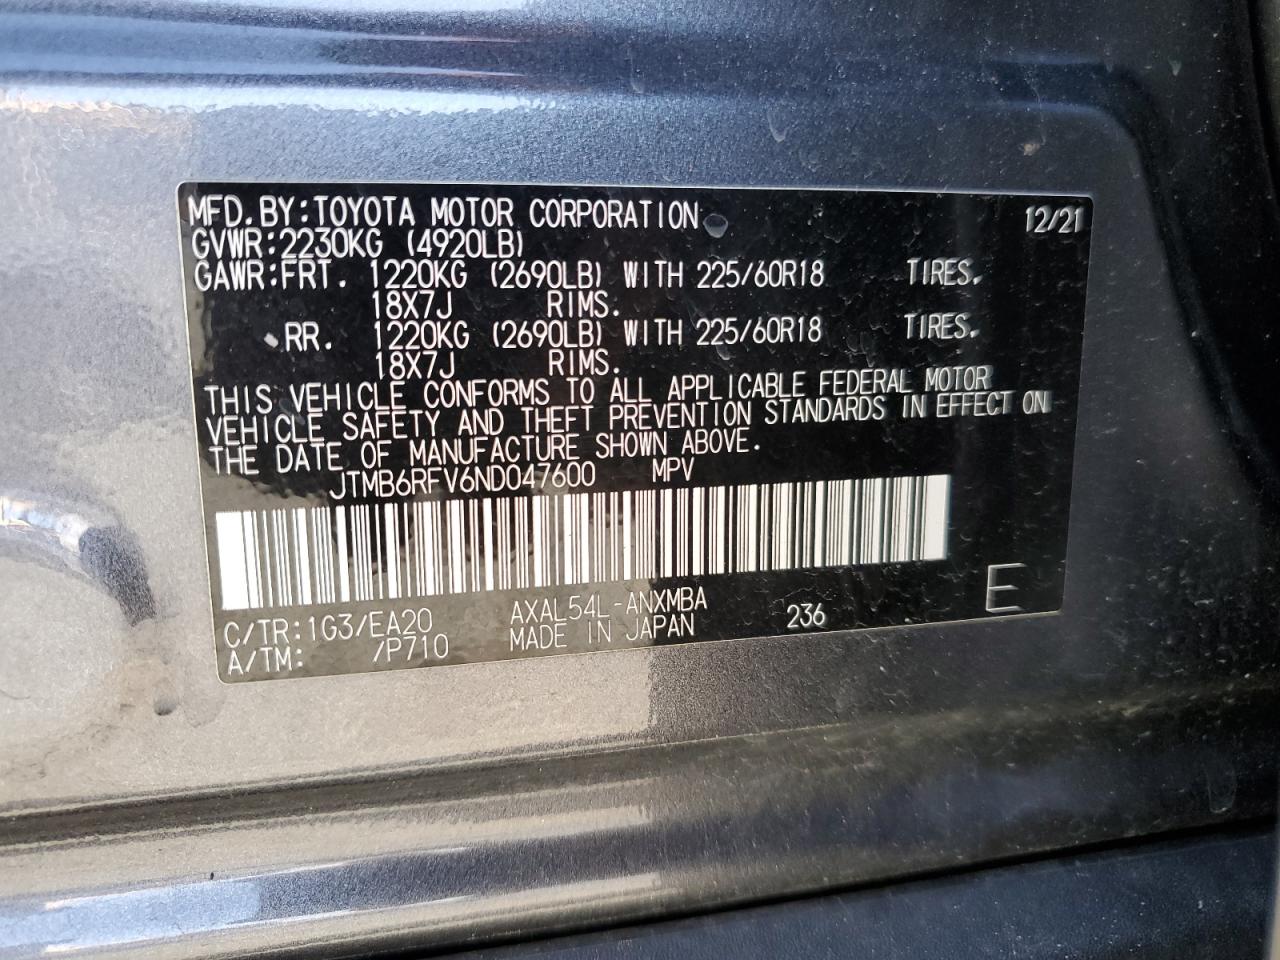 MFD.BY:TOYOTA MOTOR CORPORATION 12/21
GVWR:2230KG (4920LB)
GAWR:FRT. 1220KG (2690LB) WITH 225/60R18 TIRES.
18X7J RIMS.
RR. 1220KG (2690LB) WITH 225/60R18 TIRES.
18X7J RIMS.
THIS VEHICLE CONFORMS TO ALL APPLICABLE FEDERAL MOTOR
VEHICLE SAFETY AND THEFT PREVENTION STANDARDS IN EFFECT ON
THE DATE OF MANUFACTURE SHOWN ABOVE.
JTMB6RFV6ND047600 MPV
C/TR:1G3/EA20 AXAL54L-ANXMBA 236 E
A/TM: /P710 MADE IN JAPAN